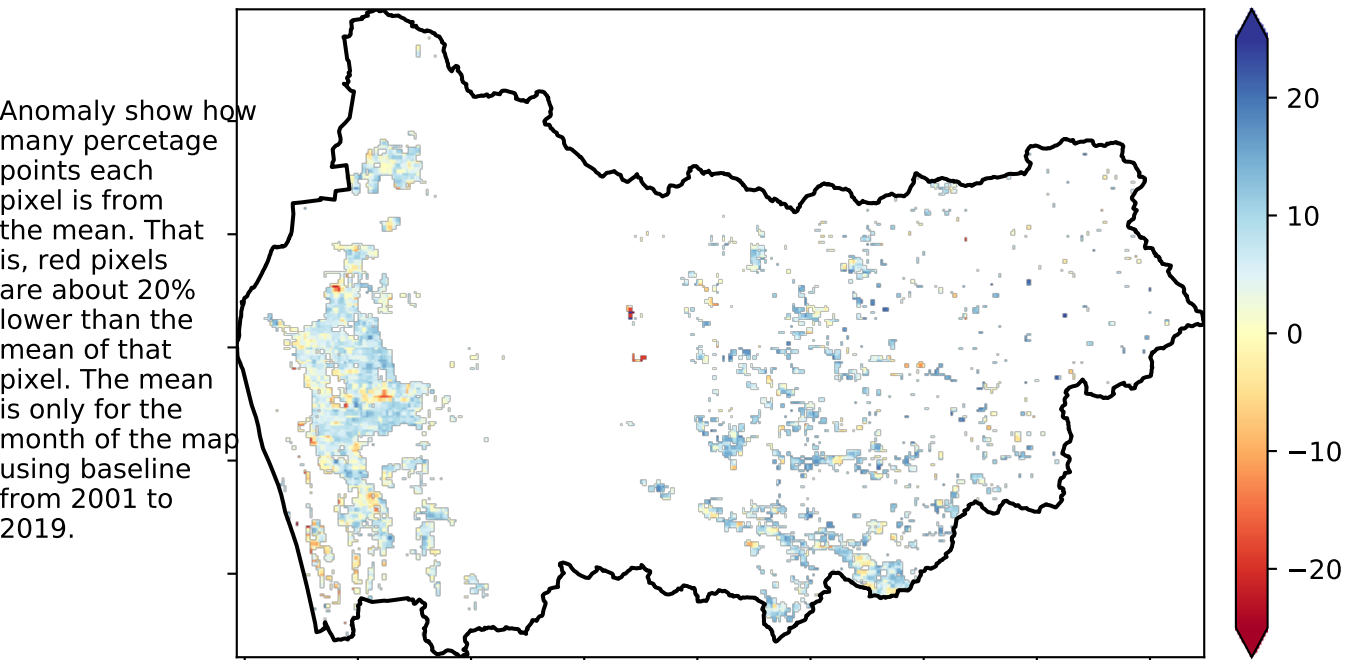 Anomaly show how
many percetage
points each
pixel is from
the mean. That
is, red pixels
are about 20%
lower than the
mean of that
pixel. The mean
is only for the
month of the map
using baseline
from 2001 to
2019.
20
10
0
−10
−20